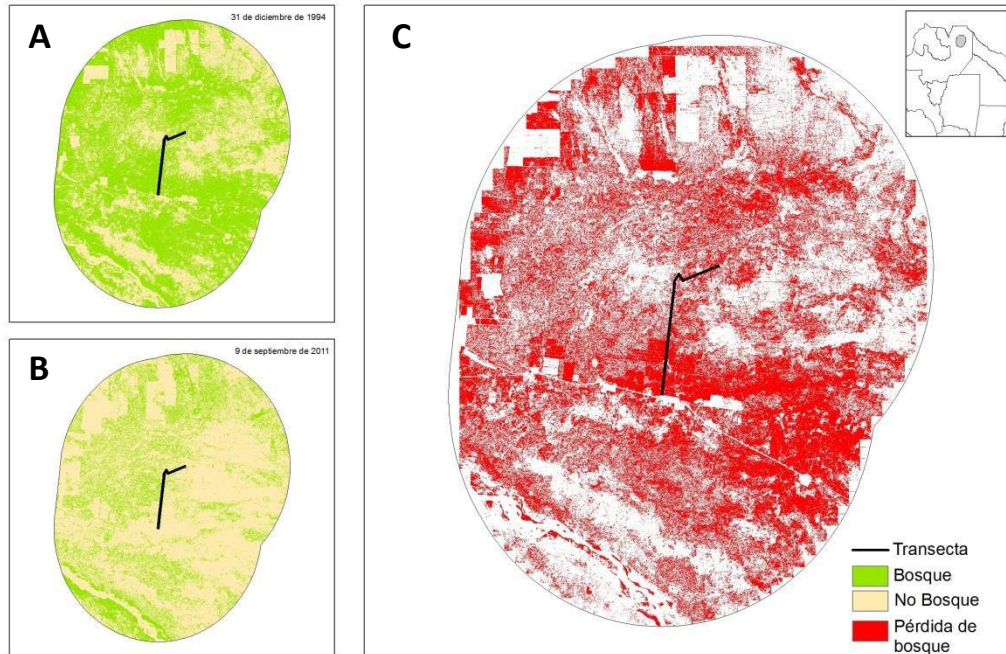 A
31 de diciembre de 1994
B
9 de septiembre de 2011
C
Transecta
Bosque
No Bosque
Pérdida de
bosque